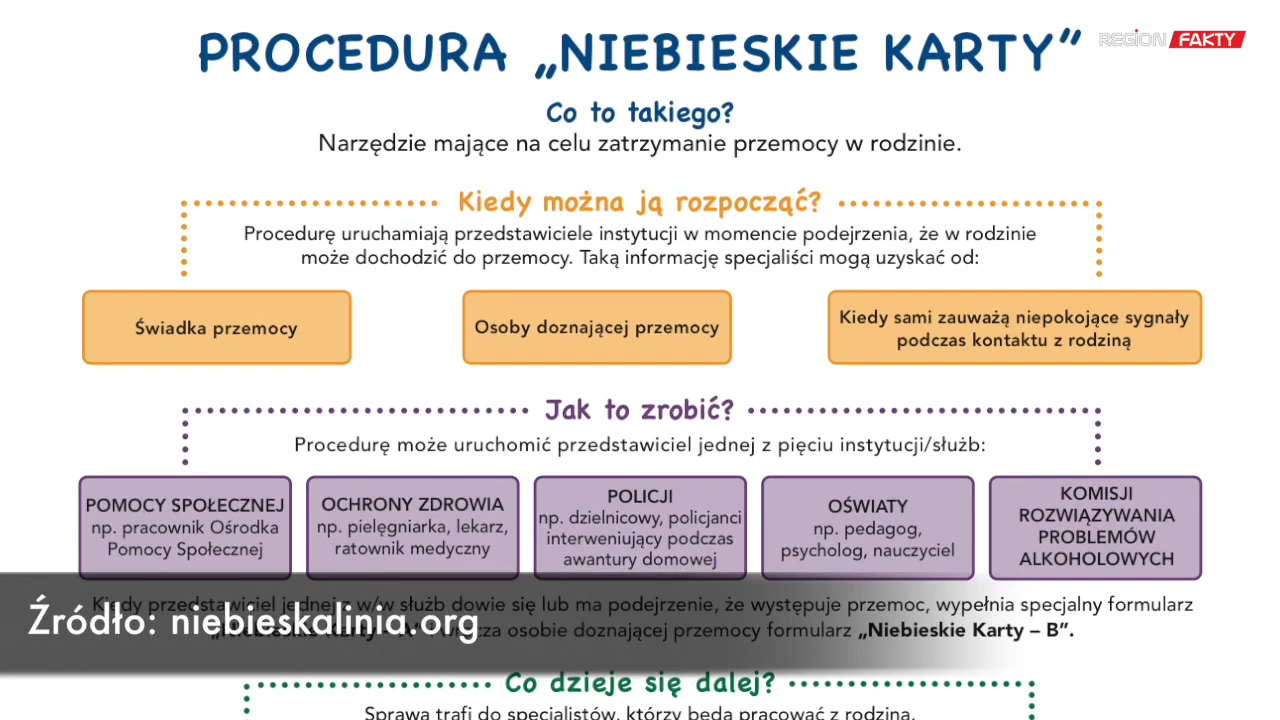 PROCEDURA „NIEBIESKIE KARTY”
REGION FAKTY
Co to takiego?
Narzędzie mające na celu zatrzymanie przemocy w rodzinie.
Kiedy można ją rozpocząć?
Procedurę uruchamiają przedstawiciele instytucji w momencie podejrzenia, że w rodzinie
może dochodzić do przemocy. Taką informację specjaliści mogą uzyskać od:
Świadka przemocy
Osoby doznającej przemocy
Kiedy sami zauważą niepokojące sygnały
podczas kontaktu z rodziną
Jak to zrobić?
Procedurę może uruchomić przedstawiciel jednej z pięciu instytucji/służb:
POMOCY SPOŁECZNEJ
np. pracownik Ośrodka
Pomocy Społecznej
OCHRONY ZDROWIA
np. pielęgniarka, lekarz,
ratownik medyczny
POLICJI
np. dzielnicowy, policjanci
interweniujący podczas
awantury domowej
OŚWIATY
np. pedagog,
psycholog, nauczyciel
KOMISJI
ROZWIĄZYWANIA
PROBLEMÓW
ALKOHOLOWYCH
Kiedy przedstawiciel jednej z w/w służb dowie się lub ma podejrzenie, że występuje przemoc, wypełnia specjalny formularz
osobie doznającej przemocy formularz „Niebieskie Karty – B”.
Źródło: niebieskalinia.org
Co dzieje się dalej?
Sprawa trafi do specjalistów, którzy będą pracować z rodziną.